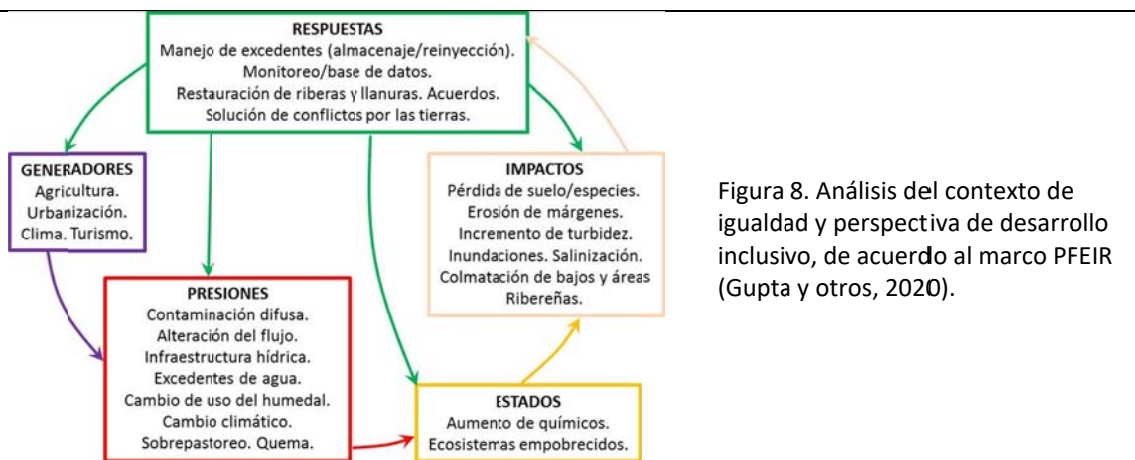 RESPUESTAS
Manejo de excedentes (almacenaje/reinyección).
Monitoreo/base de datos.
Restauración de riberas y llanuras. Acuerdos.
Solución de conflictos por las tierras.
GENERADORES
Agricultura.
Urbanización.
Clima. Turismo.
IMPACTOS
Pérdida de suelo/especies.
Erosión de márgenes.
Incremento de turbidez.
Inundaciones. Salinización.
Colmatación de bajos y áreas
Ribereñas.
PRESIONES
Contaminación difusa.
Alteración del flujo.
Infraestructura hídrica.
Excedentes de agua.
Cambio de uso del humedal.
Cambio climático.
Sobrepastoreo. Quema.
ESTADOS
Aumento de químicos.
Ecosistemas empobrecidos.
Figura 8. Análisis del contexto de
igualdad y perspectiva de desarrollo
inclusivo, de acuerdo al marco PFEIR
(Gupta y otros, 2020).